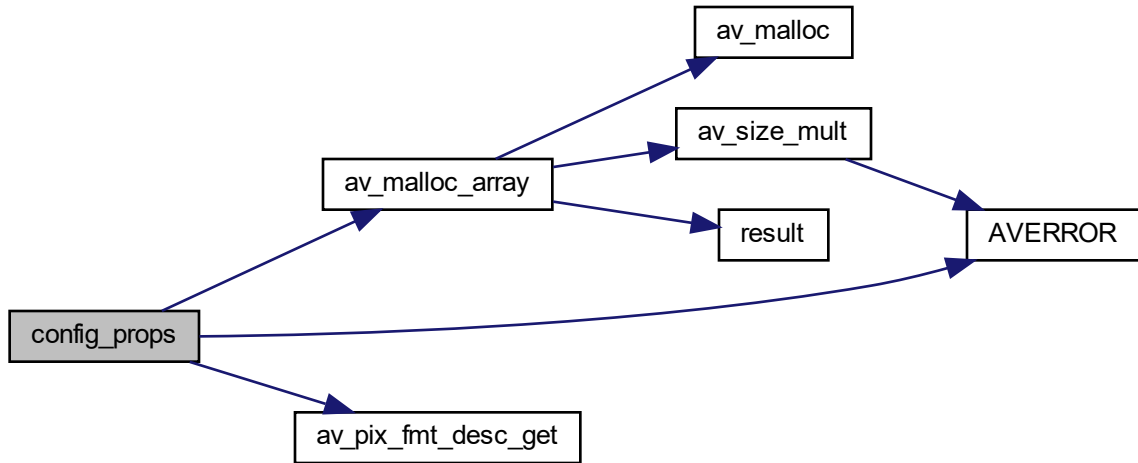 av_malloc
av_size_mult
av_malloc_array
result
AVERROR
config_props
av_pix_fmt_desc_get